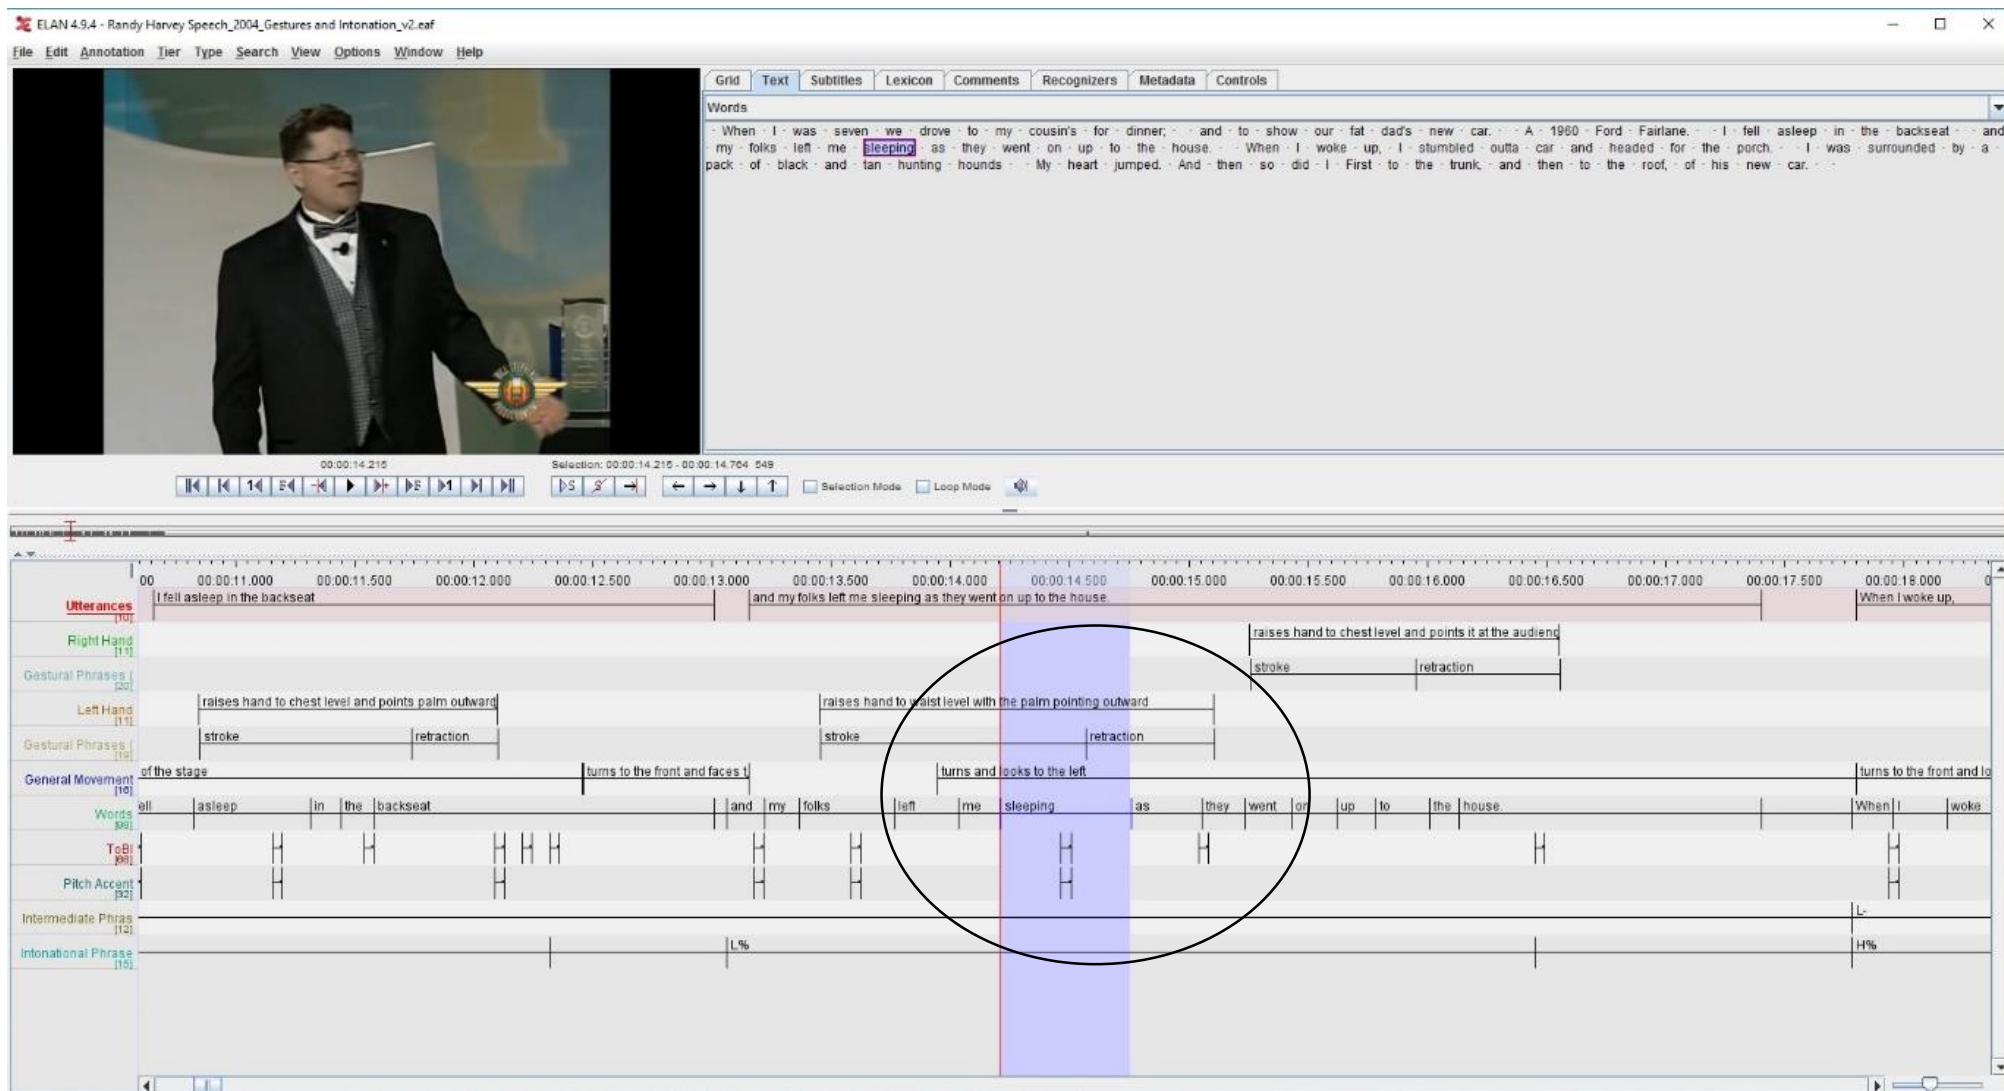 ELAN 4.9.4 - Randy Harvey Speech_2004_Gestures and Intonation_v2.eaf
File Edit Annotation Tier Type Search View Options Window Help
Grid Text Subtitles Lexicon Comments Recognizers Metadata Controls
Words
· When · I · was · seven · we · drove · to · my · cousin's · for · dinner; · · and · to · show · our · fat · dad's · new · car. · · A · 1960 · Ford · Fairlane. · · I · fell · asleep · in · the · backseat · · and
· my · folks · left · me · sleeping · as · they · went · on · up · to · the · house. · · When · I · woke · up, · I · stumbled · outta · car · and · headed · for · the · porch. · · I · was · surrounded · by · a ·
pack · of · black · and · tan · hunting · hounds · · My · heart · jumped. · And · then · so · did · I · First · to · the · trunk, · and · then · to · the · roof, · of · his · new · car. · ·
00:00:14.215
Selection: 00:00:14.215 - 00:00:14.764 549
Selection Mode Loop Mode
00 00:00:11.000 00:00:11.500 00:00:12.000 00:00:12.500 00:00:13.000 00:00:13.500 00:00:14.000 00:00:14.500 00:00:15.000 00:00:15.500 00:00:16.000 00:00:16.500 00:00:17.000 00:00:17.500 00:00:18.000 0
Utterances I fell asleep in the backseat and my folks left me sleeping as they went on up to the house. When I woke up,
[10]
Right Hand raises hand to chest level and points it at the audienc
[11]
Gestural Phrases ( stroke retraction
[20]
Left Hand raises hand to chest level and points palm outward raises hand to waist level with the palm pointing outward
[11]
Gestural Phrases ( stroke retraction stroke retraction
[19]
General Movement of the stage turns to the front and faces t turns and looks to the left turns to the front and lo
[16]
Words ell asleep in the backseat and my folks left me sleeping as they went on up to the house. When I woke
[99]
ToBI
Pitch Accent
[32]
Intermediate Phras L-
[12]
Intonational Phrase L% H%
[15]